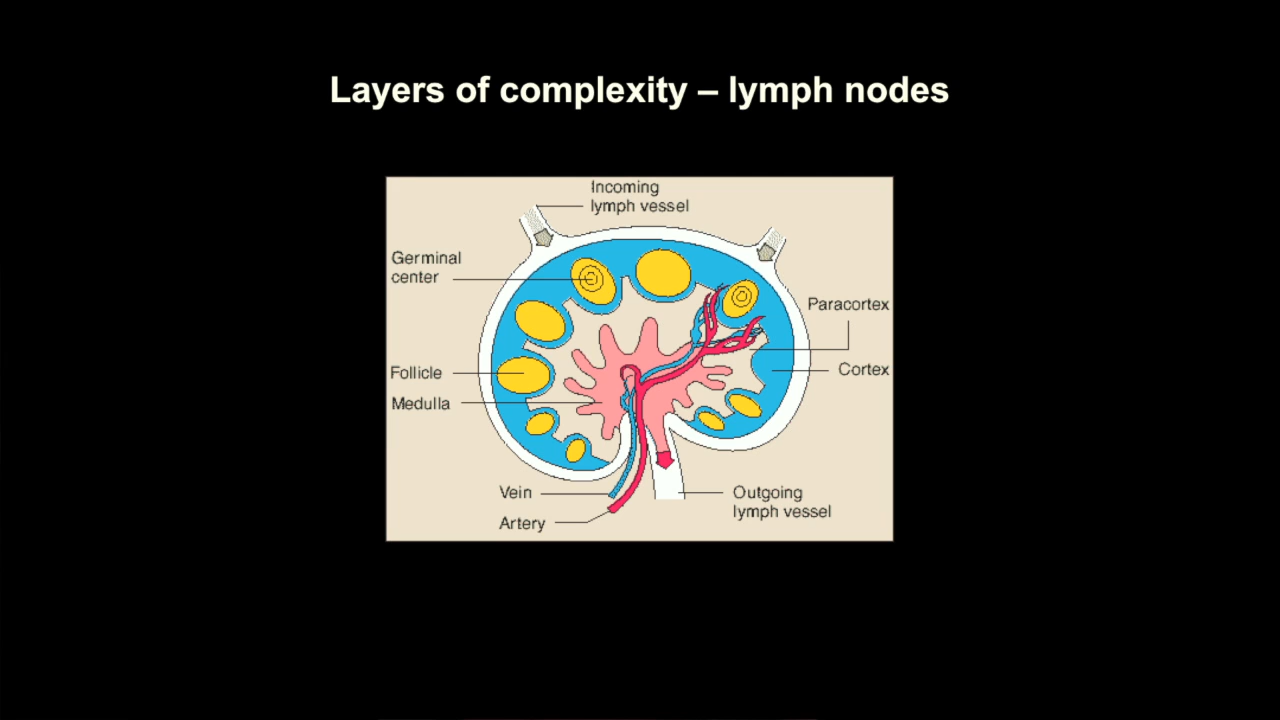 Layers of complexity – lymph nodes
Incoming
lymph vessel
Germinal
center
Paracortex
Follicle
Cortex
Medulla
Vein
Outgoing
lymph vessel
Artery